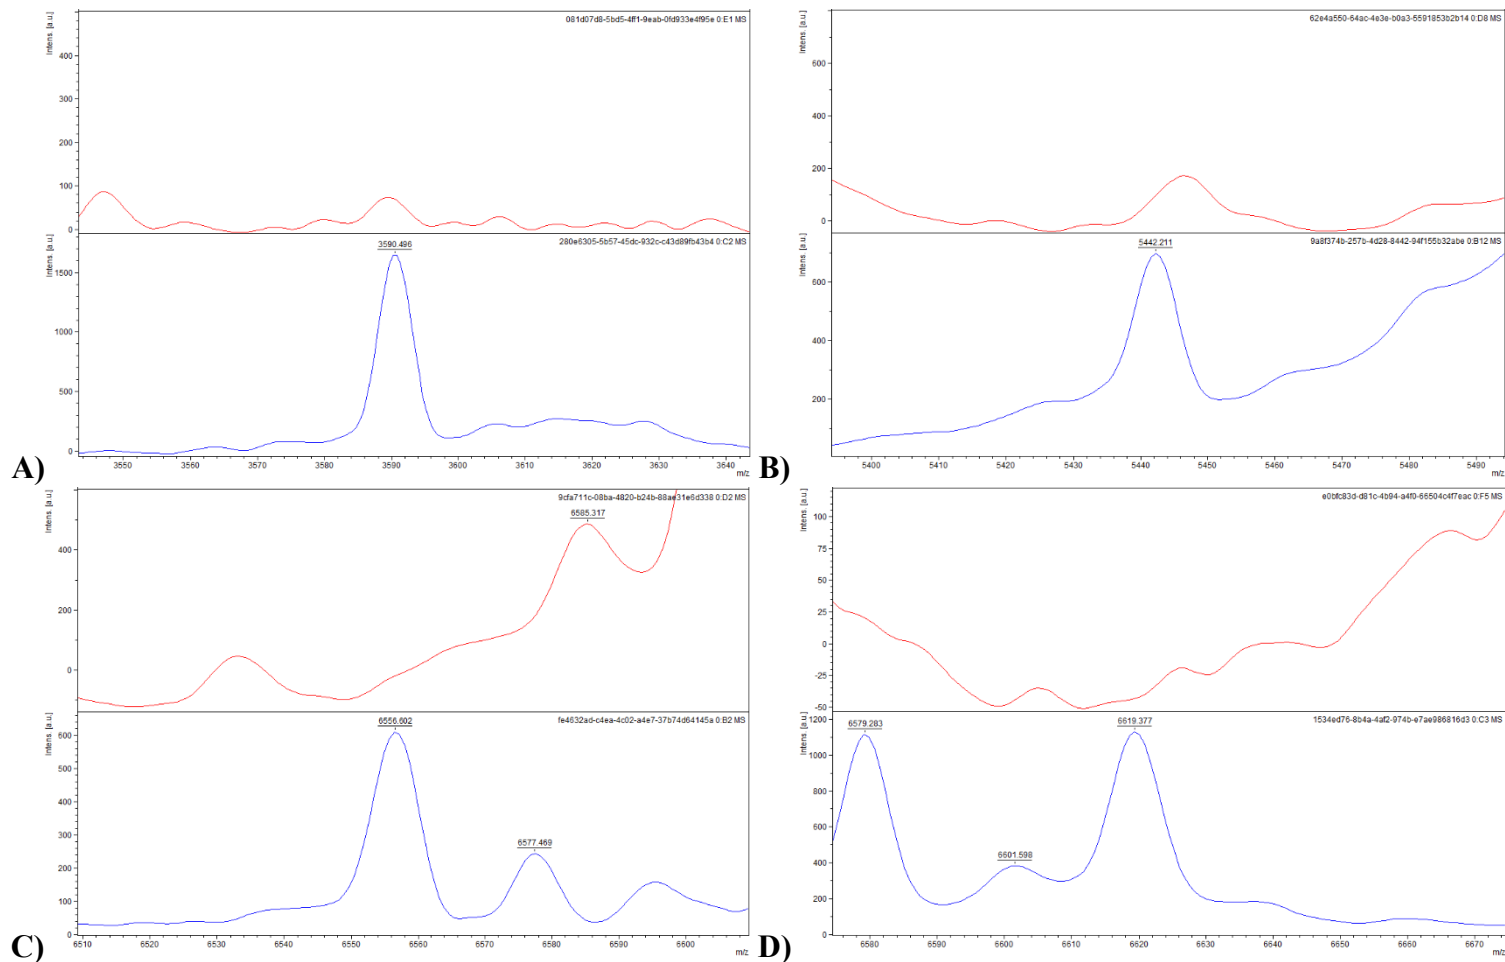 Intens. [a.u.]
081d07d8-5bd5-4ff1-9eab-0fd933e4f95e 0:E1 MS
400
300
200
100
0
Intens. [a.u.]
280e6305-5b57-45dc-932c-c43d89fb43b4 0:C2 MS
3590.496
1500
1000
500
0
3550 3560 3570 3580 3590 3600 3610 3620 3630 3640
m/z
A)
Intens. [a.u.]
62e4a550-64ac-4e3e-b0a3-5591853b2b14 0:D8 MS
600
400
200
0
Intens. [a.u.]
9a8f374b-257b-4d28-8442-94f155b32abe 0:B12 MS
5442.211
600
400
200
5400 5410 5420 5430 5440 5450 5460 5470 5480 5490
m/z
B)
Intens. [a.u.]
9cfa711c-08ba-4820-b24b-88ae31e6d338 0:D2 MS
6585.317
400
200
0
Intens. [a.u.]
fe4632ad-c4ea-4c02-a4e7-37b74d64145a 0:B2 MS
6556.602
6577.469
600
500
400
300
200
100
0
6510 6520 6530 6540 6550 6560 6570 6580 6590 6600
m/z
C)
Intens. [a.u.]
e0bfc83d-d81c-4b94-a4f0-66504c4f7eac 0:F5 MS
100
75
50
25
0
-25
-50
Intens. [a.u.]
1534ed76-8b4a-4af2-974b-e7ae986816d3 0:C3 MS
6579.283
6619.377
6601.598
1200
1000
800
600
400
200
0
6580 6590 6600 6610 6620 6630 6640 6650 6660 6670
m/z
D)